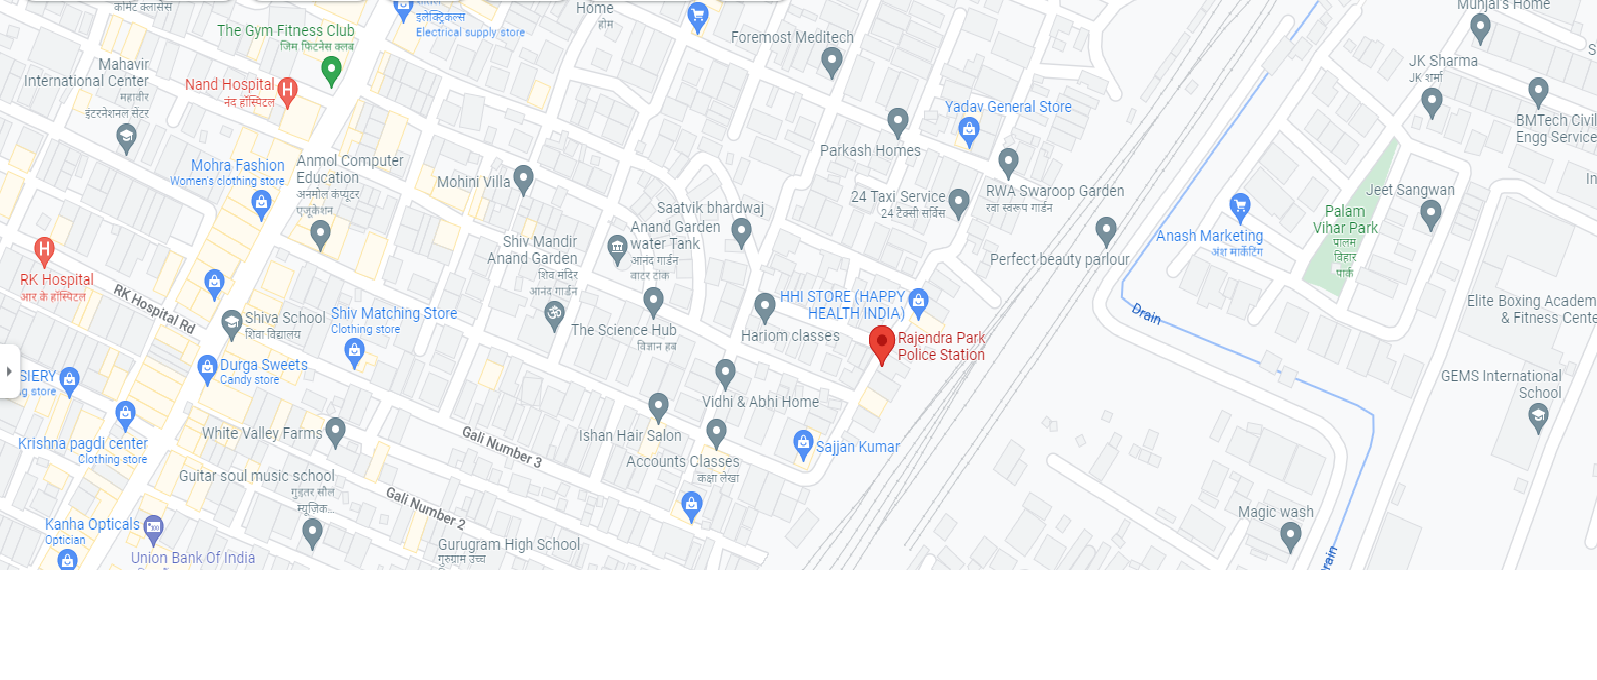 कॉमर्ट क्लासेस
The Gym Fitness Club
जिम फिटनेस क्लब
इलेक्ट्रिकल्स
Electrical supply store
Home
होम
Foremost Meditech
Munjal's Home
Mahavir
International Center
महावीर
इंटरनेशनल सेंटर
Nand Hospital
नंद हॉस्पिटल
JK Sharma
JK शर्मा
Yadav General Store
BMTech Civil
Engg Service
Parkash Homes
Mohra Fashion
Women's clothing store
Anmol Computer
Education
अनमोल कंप्यूटर
एजुकेशन
Mohini Villa
24 Taxi Service
24 टैक्सी सर्विस
RWA Swaroop Garden
रवा स्वरूप गार्डन
Jeet Sangwan
Saatvik bhardwaj
Anand Garden
water Tank
आनंद गार्डन
वाटर टांक
Palam
Vihar Park
पालम
विहार
पार्क
Shiv Mandir
Anand Garden
शिव मंदिर
आनंद गार्डन
Anash Marketing
अंश मार्केटिंग
Perfect beauty parlour
RK Hospital
आर के हॉस्पिटल
RK Hospital Rd
HHI STORE (HAPPY
HEALTH INDIA)
Drain
Elite Boxing Academ
& Fitness Cente
Shiva School
शिवा विद्यालय
Shiv Matching Store
Clothing store
The Science Hub
विज्ञान हब
Hariom classes
Rajendra Park
Police Station
Durga Sweets
Candy store
SIERY
g store
GEMS International
School
Vidhi & Abhi Home
White Valley Farms
Gali Number 3
Ishan Hair Salon
Sajjan Kumar
Krishna pagdi center
Clothing store
Accounts Classes
कक्षा लेखा
Guitar soul music school
गुइतर सौल
म्यूजिक...
Gali Number 2
Magic wash
Kanha Opticals
Optician
Union Bank Of India
Gurugram High School
गुरुग्राम उच्च
rain